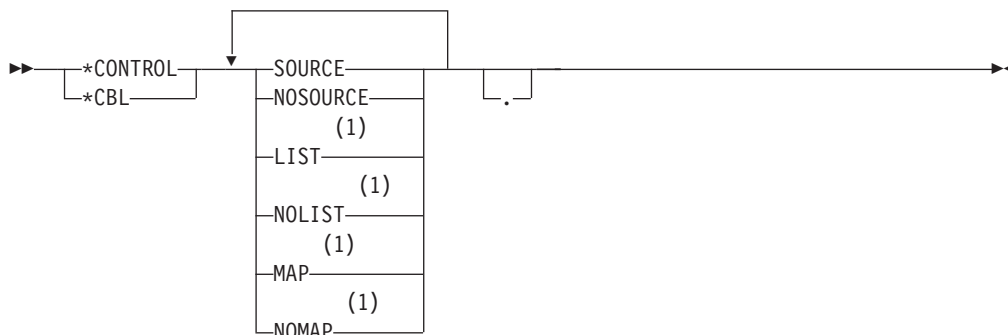 *CONTROL SOURCE
*CBL NOSOURCE .
(1)
LIST
(1)
NOLIST
(1)
MAP
(1)
NOMAP